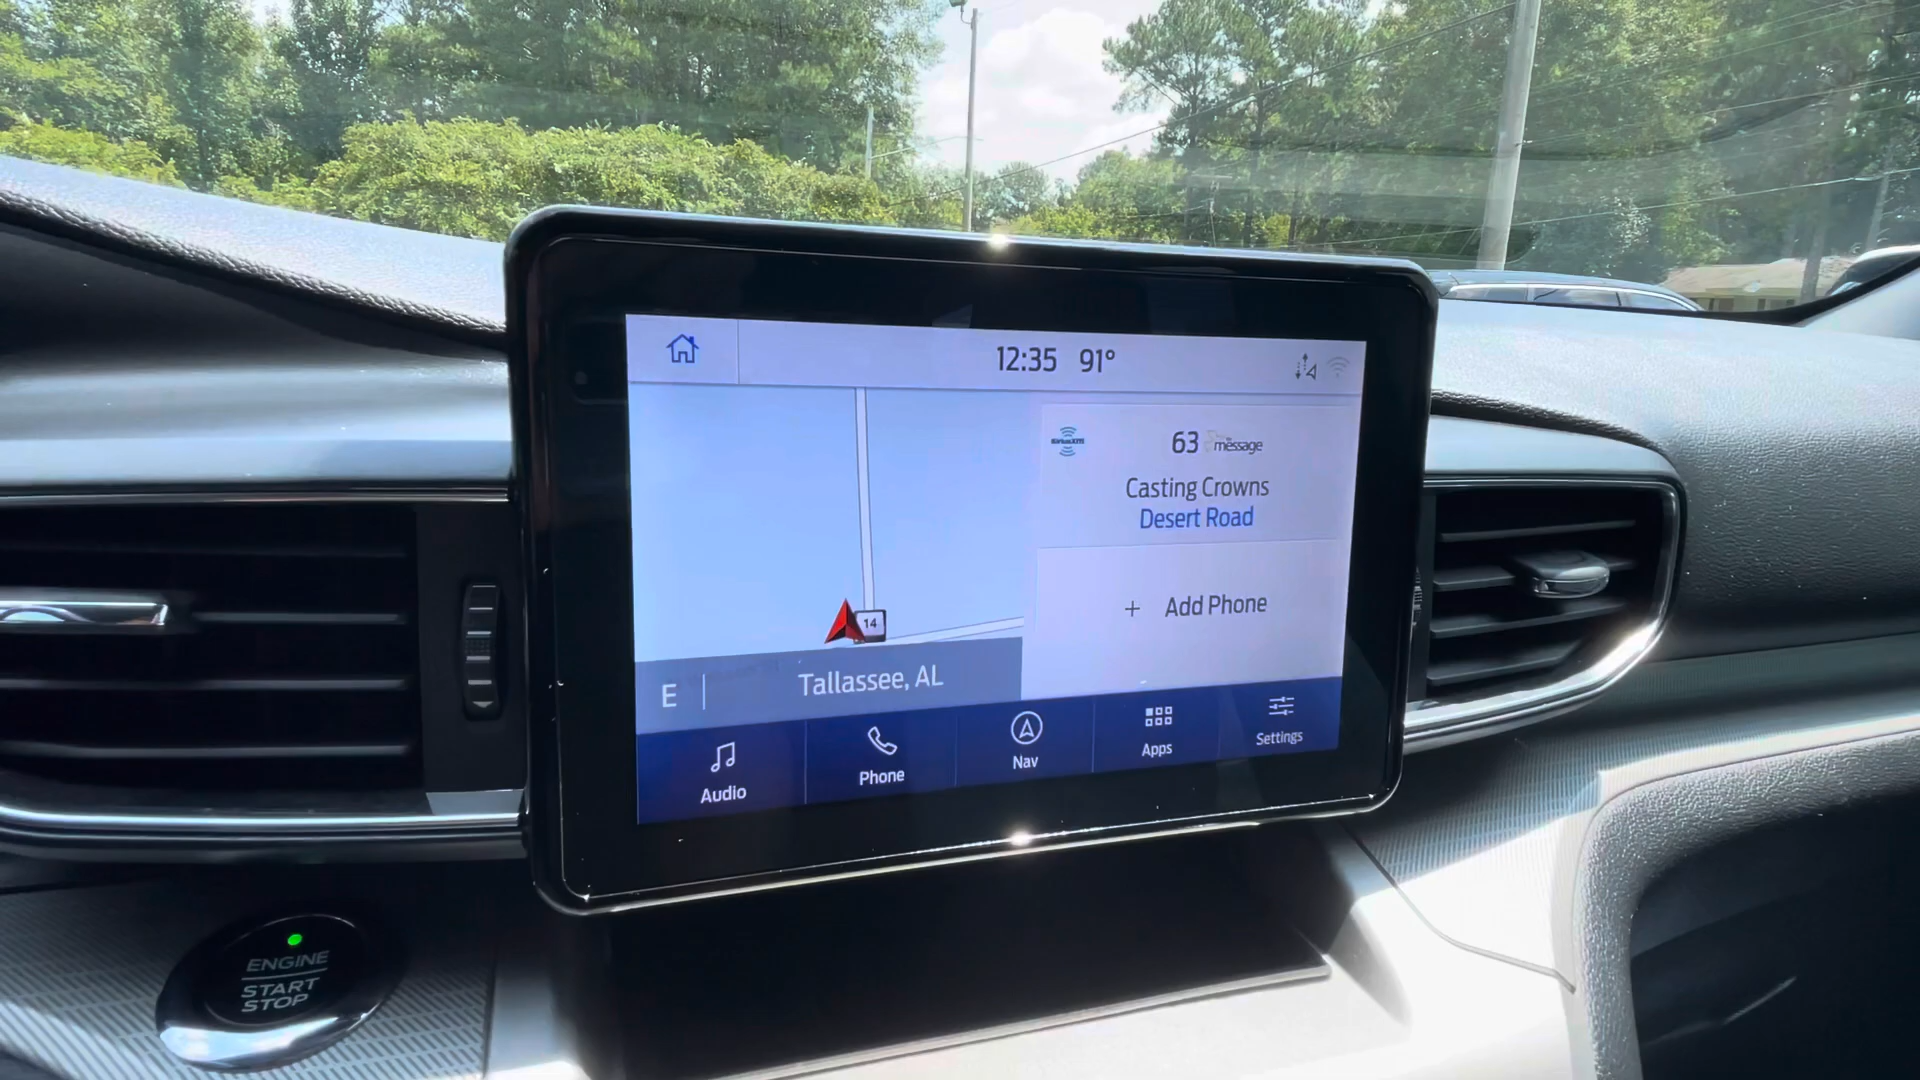 12:35 91°
SiriusXM
63 message
Casting Crowns
Desert Road
+ Add Phone
14
E | Tallassee, AL
Audio
Phone
Nav
Apps
Settings
ENGINE
START
STOP